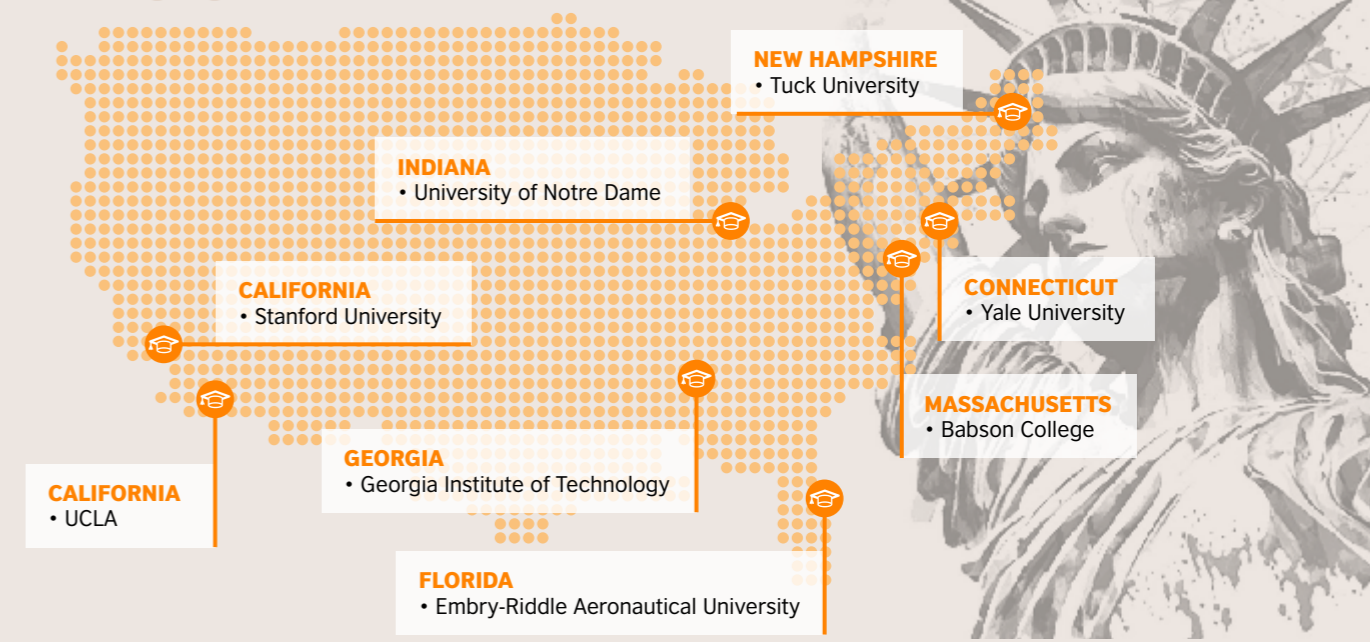 NEW HAMPSHIRE
• Tuck University
INDIANA
• University of Notre Dame
CALIFORNIA
• Stanford University
CONNECTICUT
• Yale University
MASSACHUSETTS
• Babson College
GEORGIA
• Georgia Institute of Technology
CALIFORNIA
• UCLA
FLORIDA
• Embry-Riddle Aeronautical University